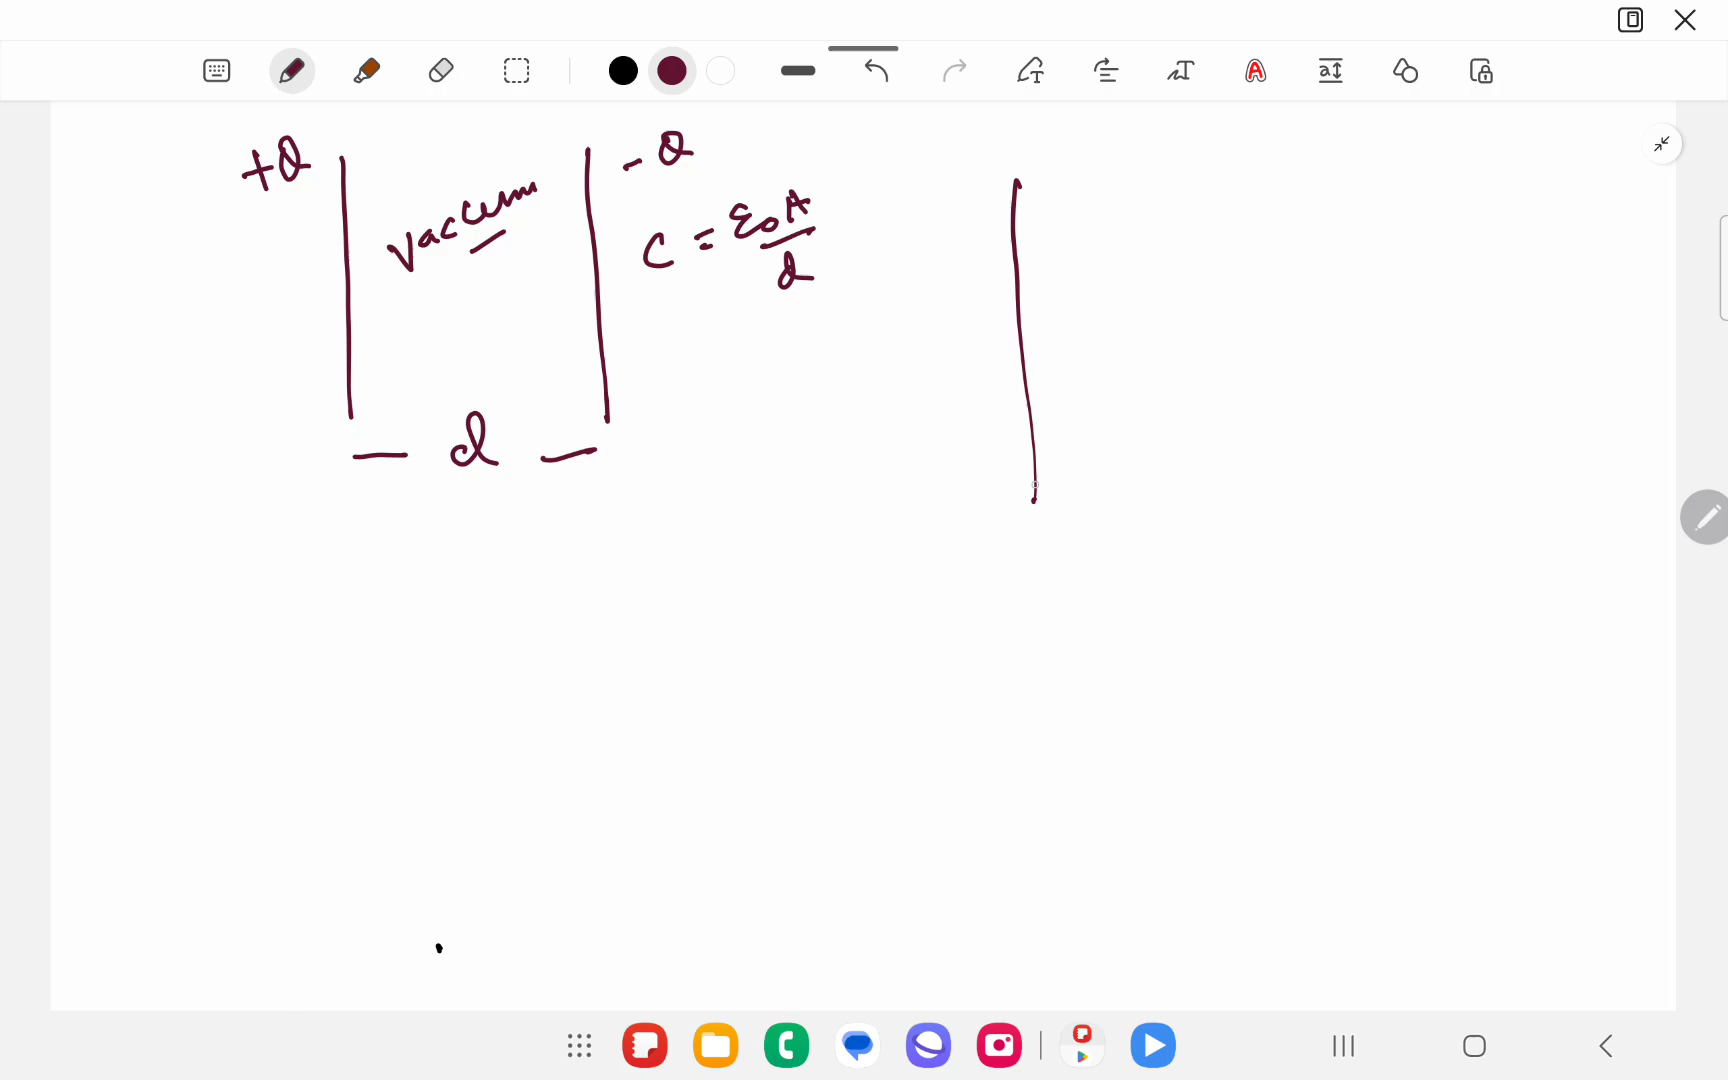 +Q
- Q
vaccum
C = ε₀A/d
d